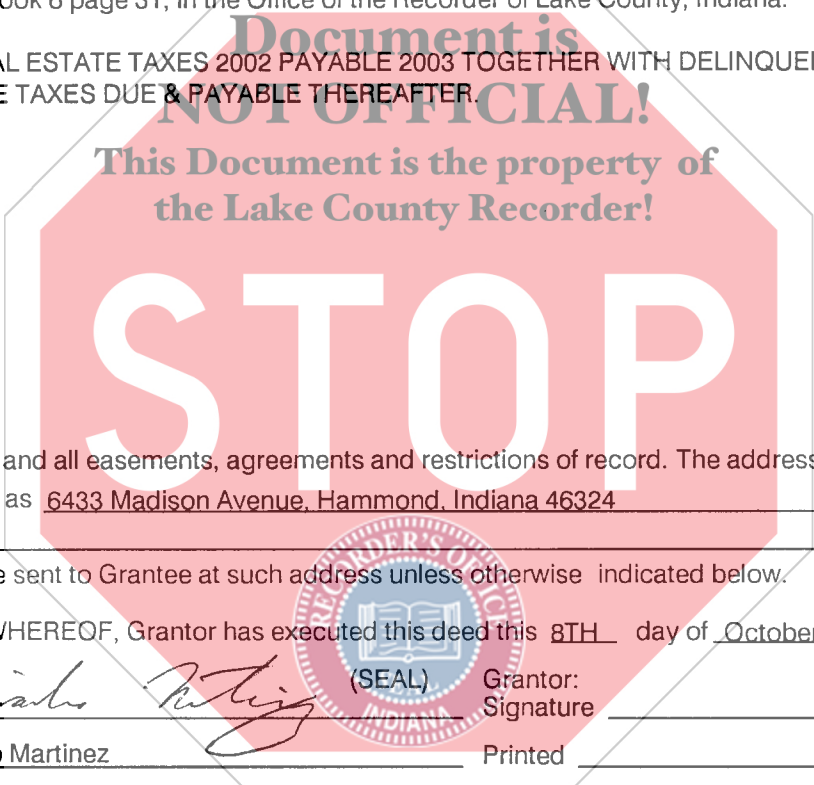 ook 6 page 31, in the Office of the Recorder of Lake County, Indiana.
Document is
AL ESTATE TAXES 2002 PAYABLE 2003 TOGETHER WITH DELINQUE
E TAXES DUE & PAYABLE THEREAFTER.
NOT OFFICIAL!
This Document is the property of
the Lake County Recorder!
STOP
and all easements, agreements and restrictions of record. The address
as 6433 Madison Avenue, Hammond, Indiana 46324
RECORDER'S OFFICE
e sent to Grantee at such address unless otherwise indicated below.
WHEREOF, Grantor has executed this deed this 8TH day of October
(SEAL) Grantor:
Signature
INDIANA
Martinez Printed